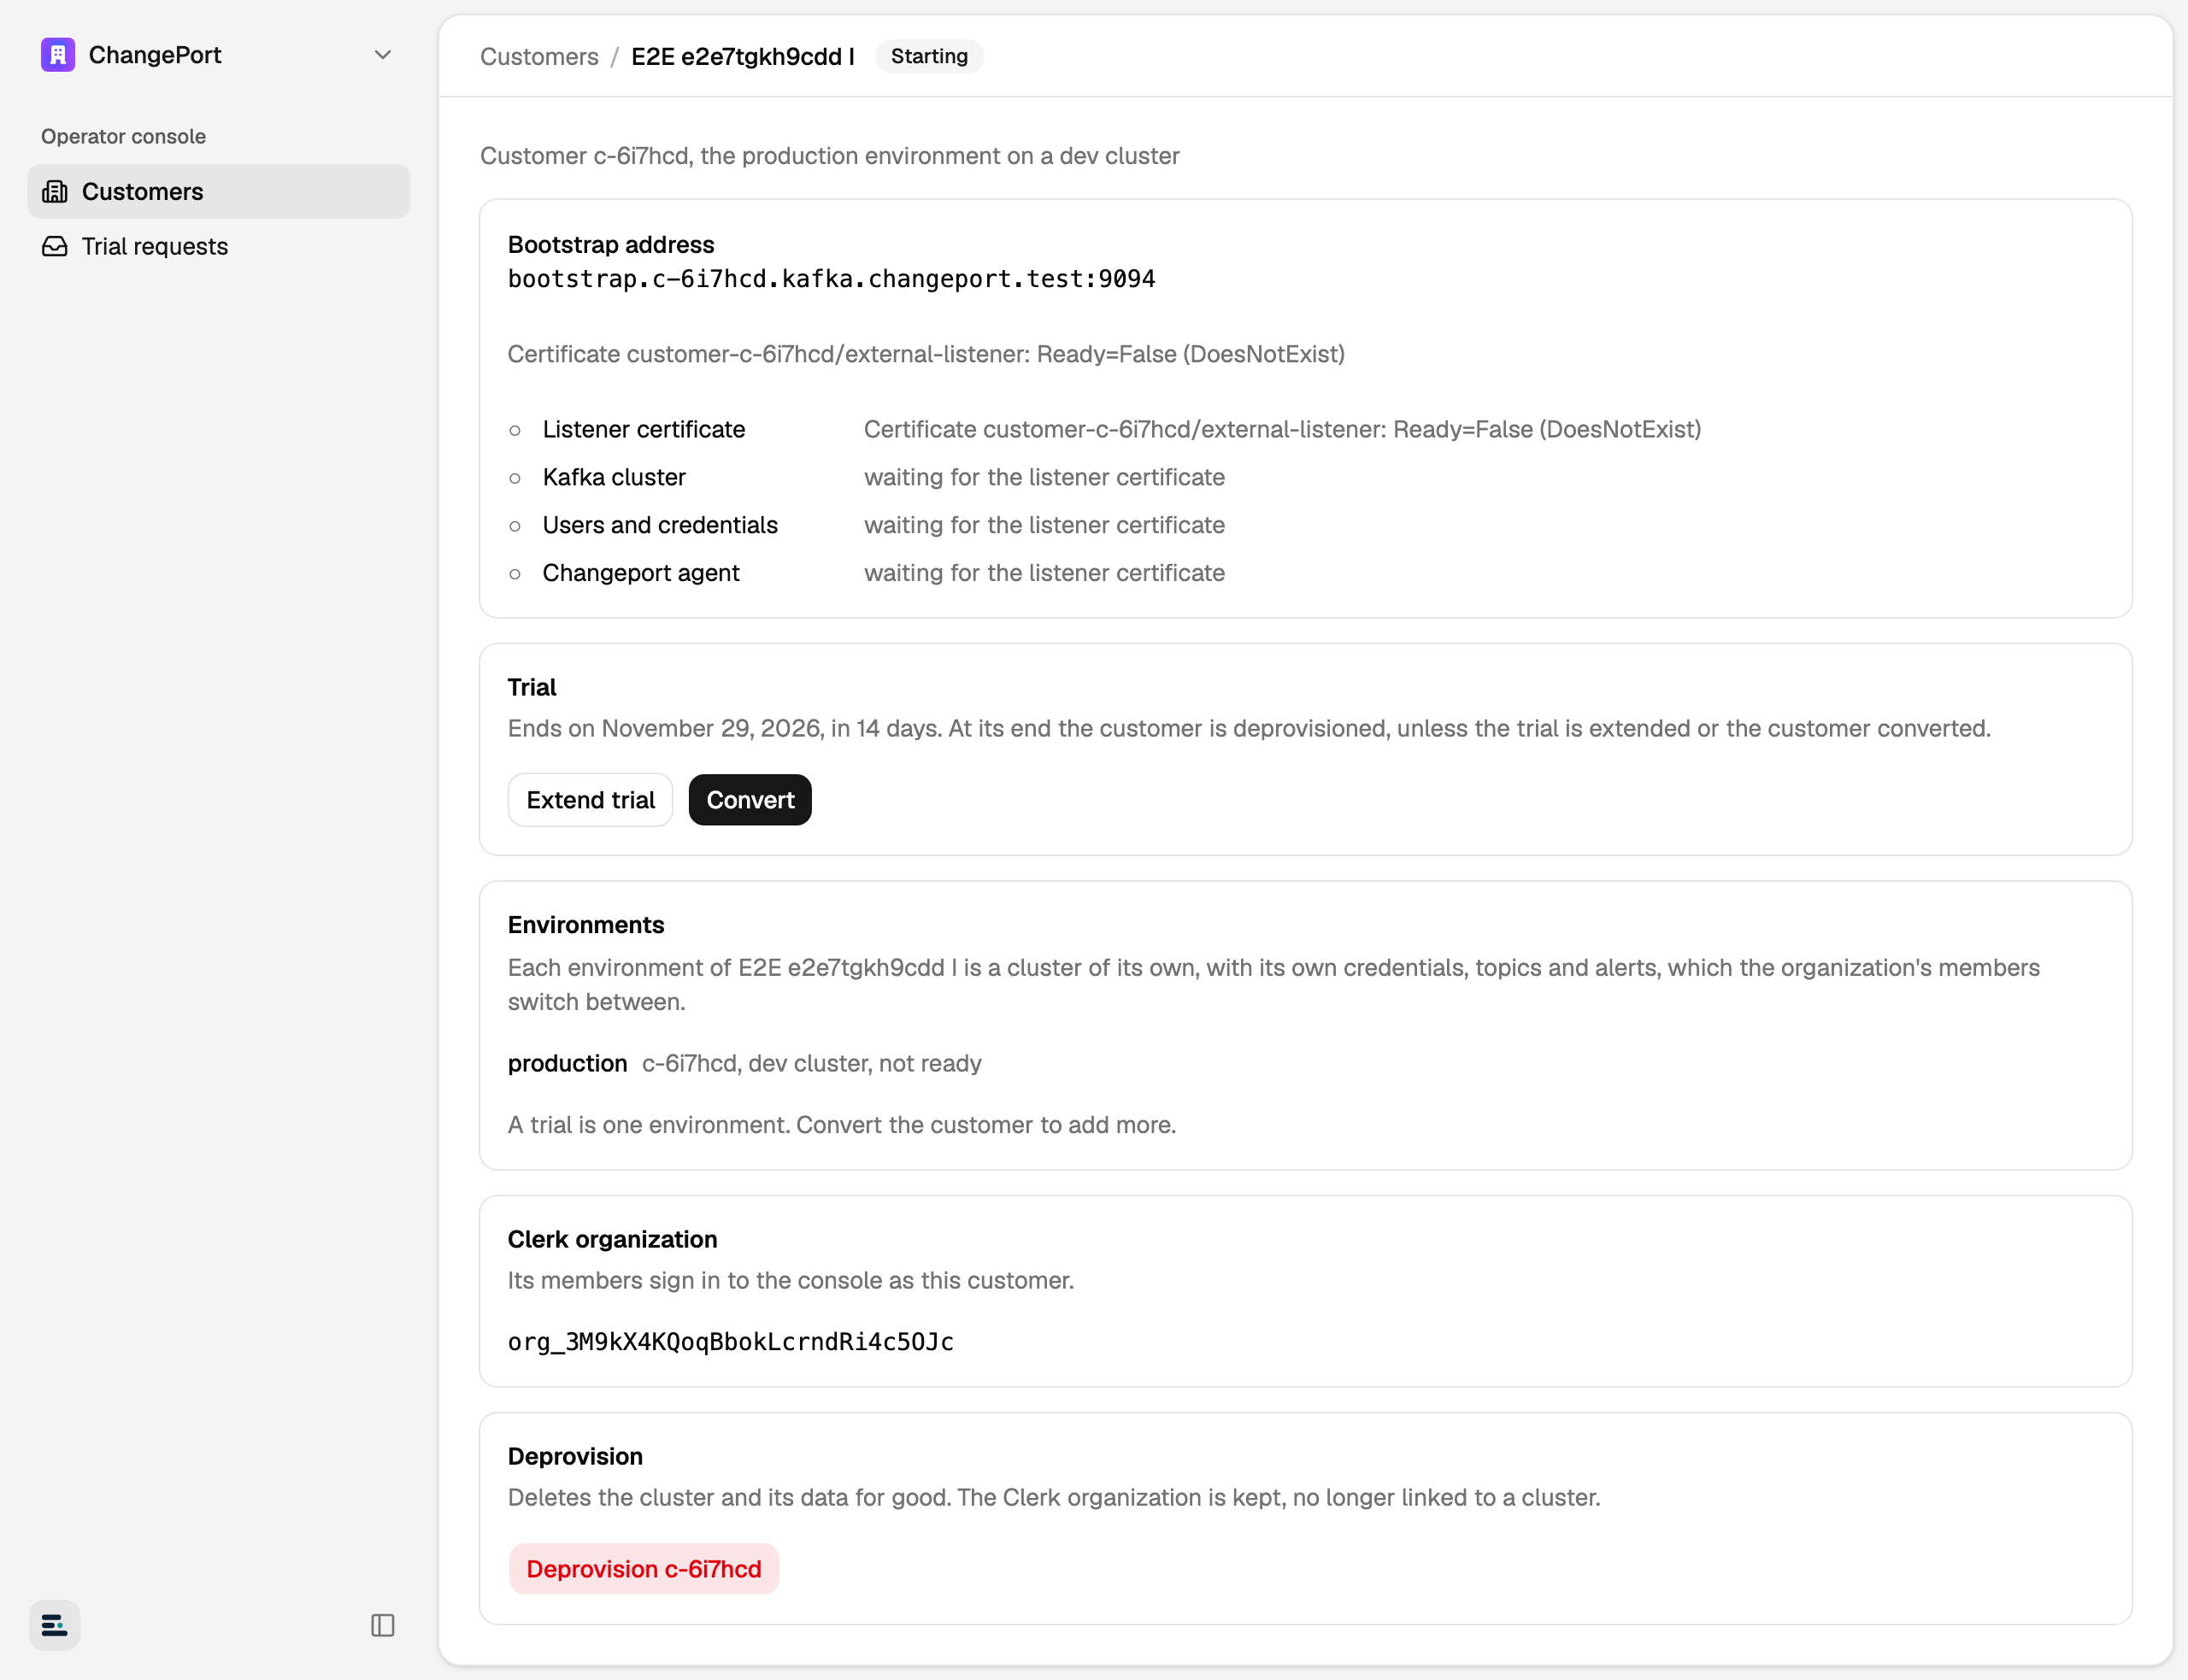 ChangePort
Operator console
Customers
Trial requests
Customers / E2E e2e7tgkh9cdd I Starting
Customer c-6i7hcd, the production environment on a dev cluster
Bootstrap address
bootstrap.c-6i7hcd.kafka.changeport.test:9094
Certificate customer-c-6i7hcd/external-listener: Ready=False (DoesNotExist)
Listener certificate Certificate customer-c-6i7hcd/external-listener: Ready=False (DoesNotExist)
Kafka cluster waiting for the listener certificate
Users and credentials waiting for the listener certificate
Changeport agent waiting for the listener certificate
Trial
Ends on November 29, 2026, in 14 days. At its end the customer is deprovisioned, unless the trial is extended or the customer converted.
Extend trial Convert
Environments
Each environment of E2E e2e7tgkh9cdd I is a cluster of its own, with its own credentials, topics and alerts, which the organization's members
switch between.
production c-6i7hcd, dev cluster, not ready
A trial is one environment. Convert the customer to add more.
Clerk organization
Its members sign in to the console as this customer.
org_3M9kX4KQoqBbokLcrndRi4c5OJc
Deprovision
Deletes the cluster and its data for good. The Clerk organization is kept, no longer linked to a cluster.
Deprovision c-6i7hcd